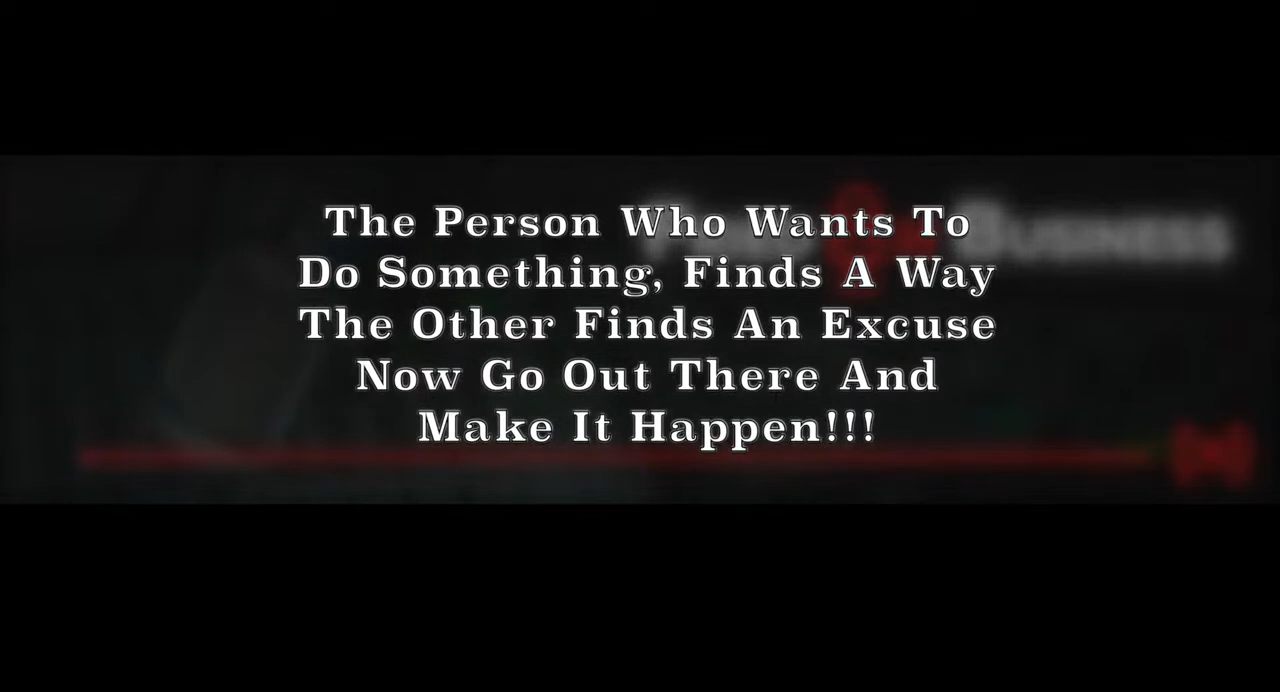 The Person Who Wants To
Do Something, Finds A Way
The Other Finds An Excuse
Now Go Out There And
Make It Happen!!!
Business